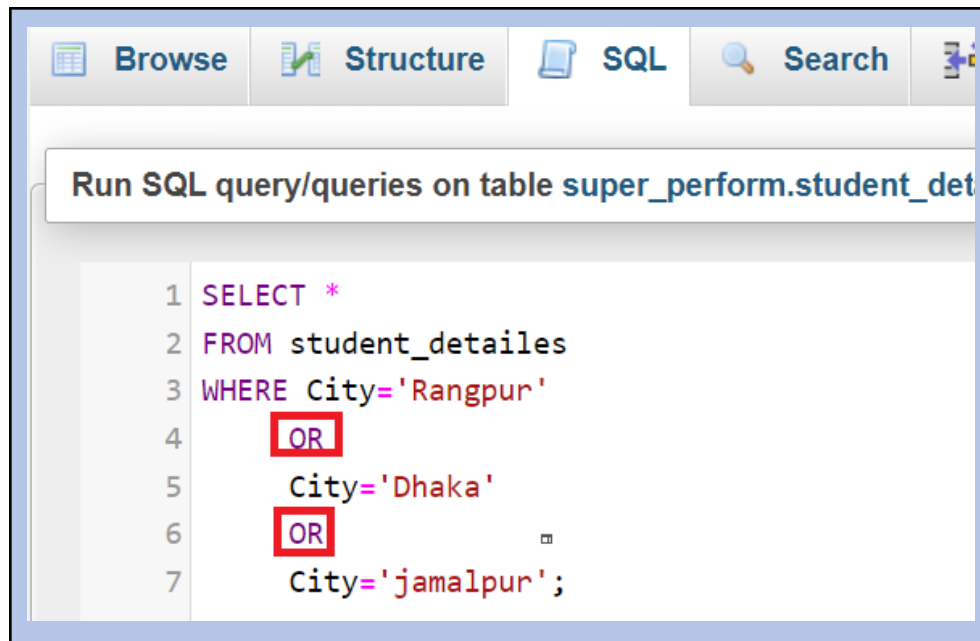 Browse Structure SQL Search
Run SQL query/queries on table super_perform.student_det
1 SELECT *
2 FROM student_detailes
3 WHERE City='Rangpur'
4 OR
5 City='Dhaka'
6 OR
7 City='jamalpur';